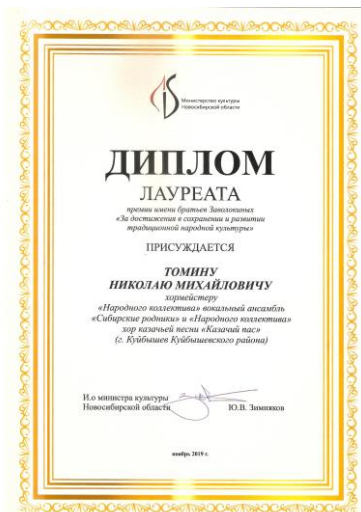 Министерство культуры
Новосибирской области
ДИПЛОМ
ЛАУРЕАТА
премии имени братьев Заволокиных
«За достижения в сохранении и развитии
традиционной народной культуры»
ПРИСУЖДАЕТСЯ
ТОМИНУ
НИКОЛАЮ МИХАЙЛОВИЧУ
хормейстеру
«Народного коллектива» вокальный ансамбль
«Сибирские родники» и «Народного коллектива»
хор казачьей песни «Казачий пас»
(г. Куйбышев Куйбышевского района)
И.о министра культуры
Новосибирской области
Ю.В. Зимняков
ноябрь 2019 г.